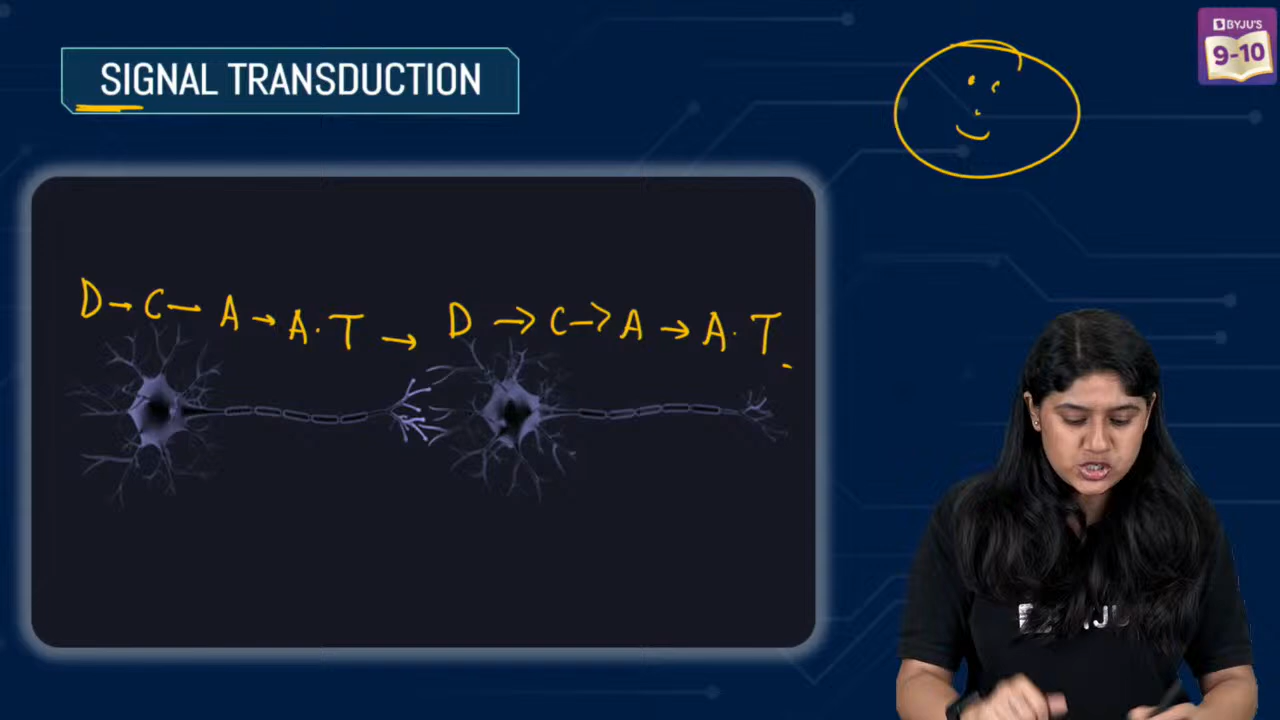 SIGNAL TRANSDUCTION
BYJU'S
9-10
D → C → A → A.T → D → C → A → A.T